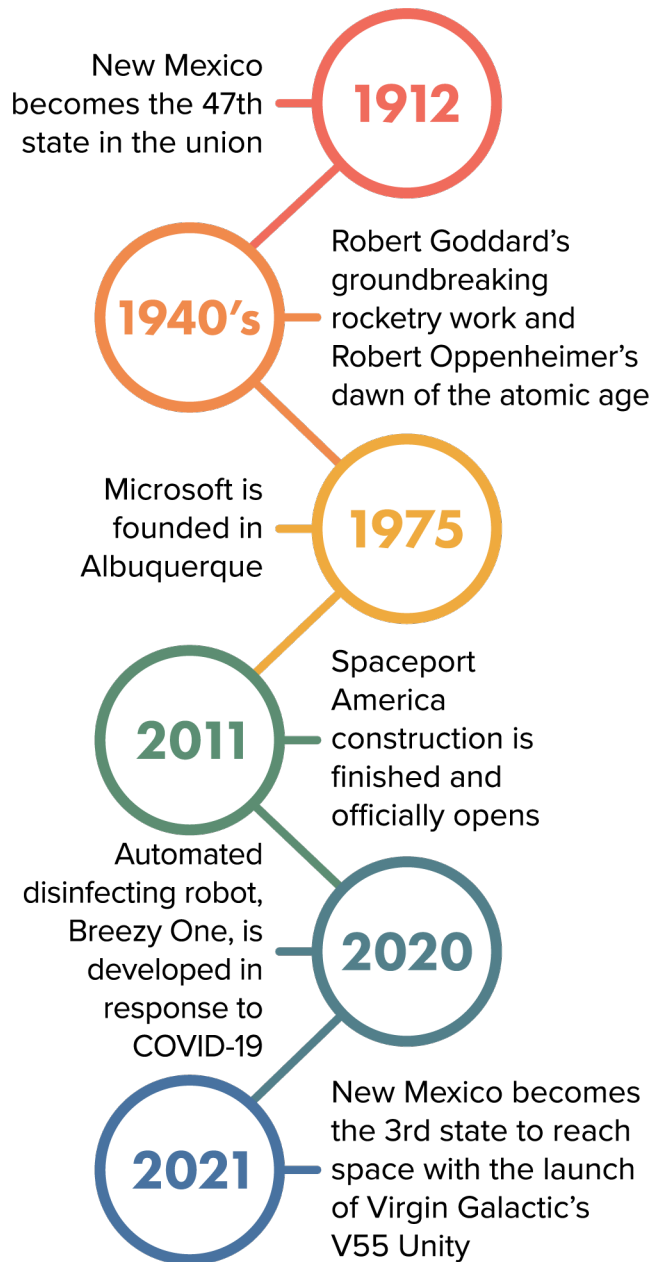 1912
New Mexico
becomes the 47th
state in the union
1940's
Robert Goddard's
groundbreaking
rocketry work and
Robert Oppenheimer's
dawn of the atomic age
1975
Microsoft is
founded in
Albuquerque
2011
Spaceport
America
construction is
finished and
officially opens
2020
Automated
disinfecting robot,
Breezy One, is
developed in
response to
COVID-19
2021
New Mexico becomes
the 3rd state to reach
space with the launch
of Virgin Galactic's
V55 Unity